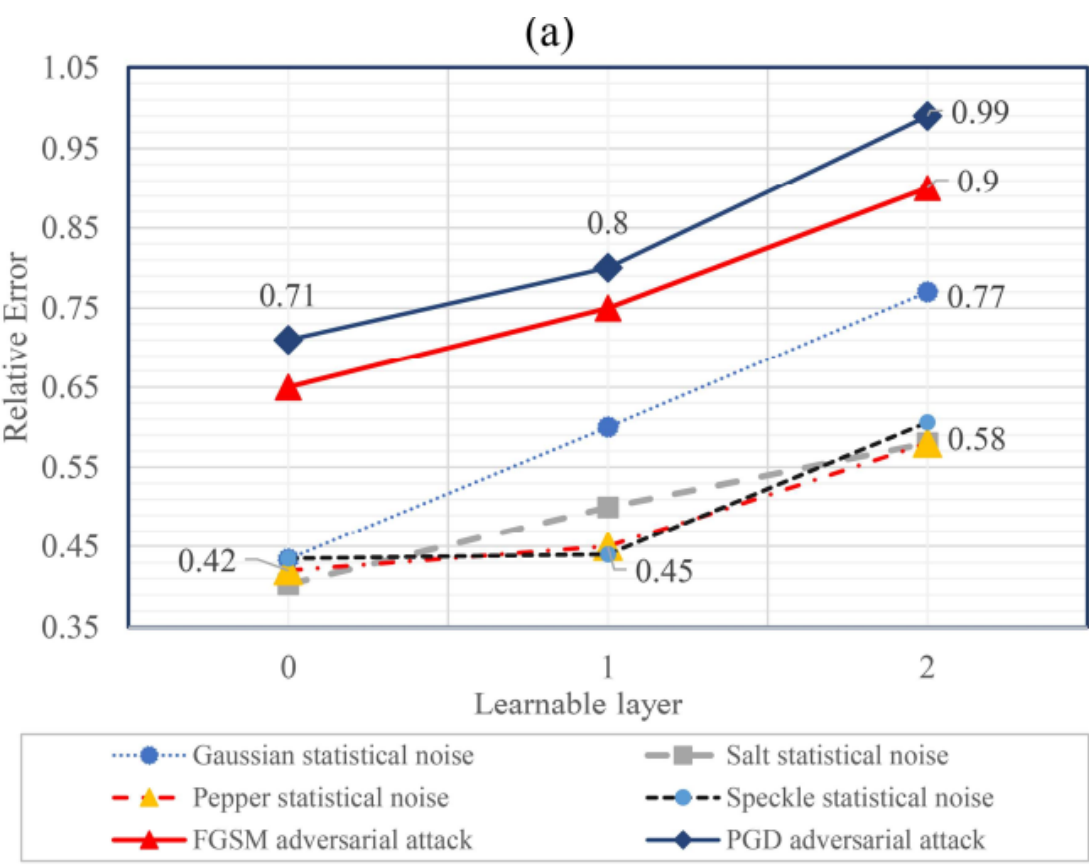 (a)
1.05
0.95
0.85
0.75
0.65
0.55
0.45
0.35
Relative Error
0.99
0.9
0.8
0.71
0.77
0.58
0.42
0.45
0 1 2
Learnable layer
Gaussian statistical noise Salt statistical noise
Pepper statistical noise Speckle statistical noise
FGSM adversarial attack PGD adversarial attack